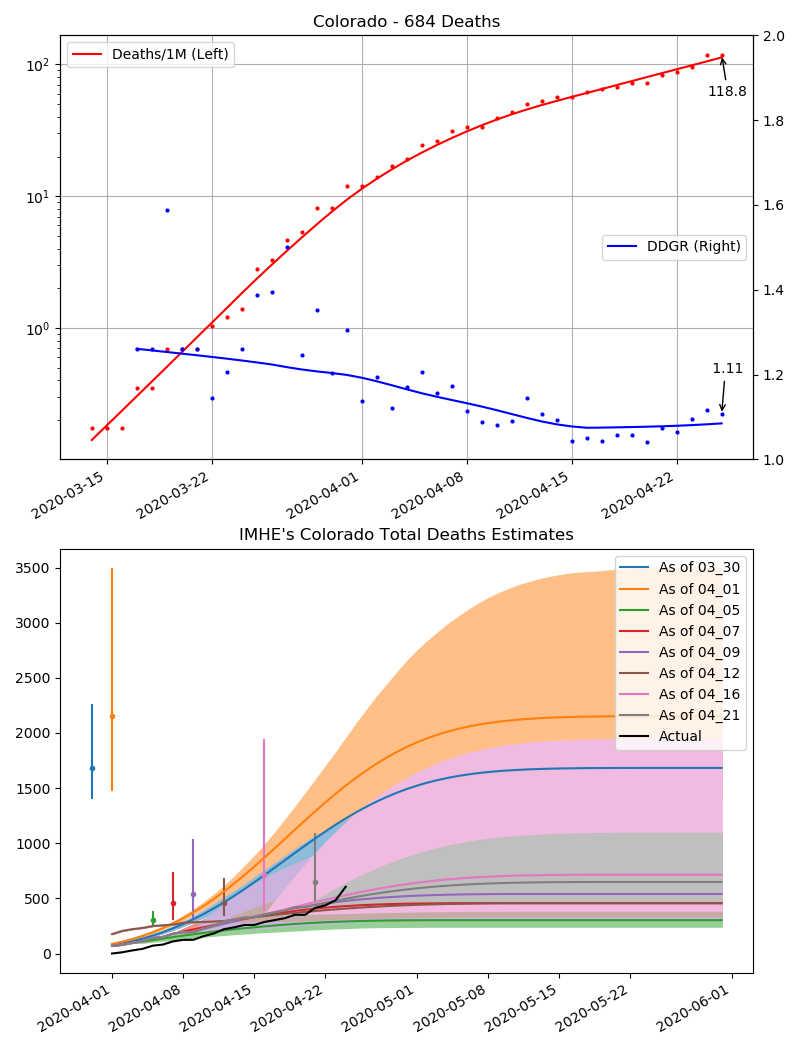 Colorado - 684 Deaths
Deaths/1M (Left)
DDGR (Right)
118.8
1.11
10²
10¹
10⁰
2.0
1.8
1.6
1.4
1.2
1.0
2020-03-15
2020-03-22
2020-04-01
2020-04-08
2020-04-15
2020-04-22
IMHE's Colorado Total Deaths Estimates
3500
3000
2500
2000
1500
1000
500
0
As of 03_30
As of 04_01
As of 04_05
As of 04_07
As of 04_09
As of 04_12
As of 04_16
As of 04_21
Actual
2020-04-01
2020-04-08
2020-04-15
2020-04-22
2020-05-01
2020-05-08
2020-05-15
2020-05-22
2020-06-01